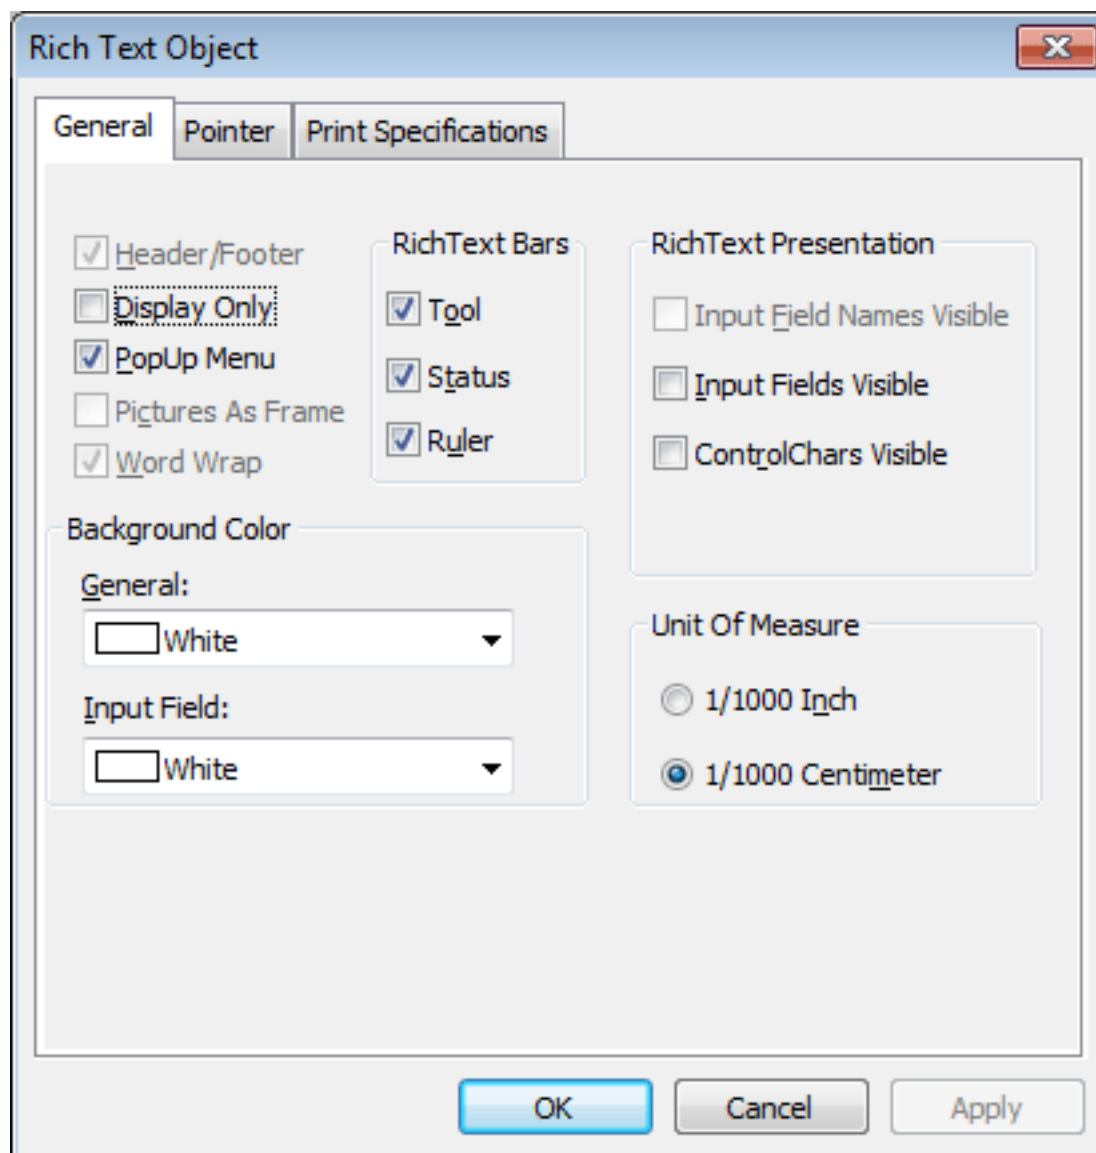 Rich Text Object
General
Pointer
Print Specifications
Header/Footer
Display Only
PopUp Menu
Pictures As Frame
Word Wrap
RichText Bars
Tool
Status
Ruler
RichText Presentation
Input Field Names Visible
Input Fields Visible
ControlChars Visible
Background Color
General:
White
Input Field:
White
Unit Of Measure
1/1000 Inch
1/1000 Centimeter
OK
Cancel
Apply